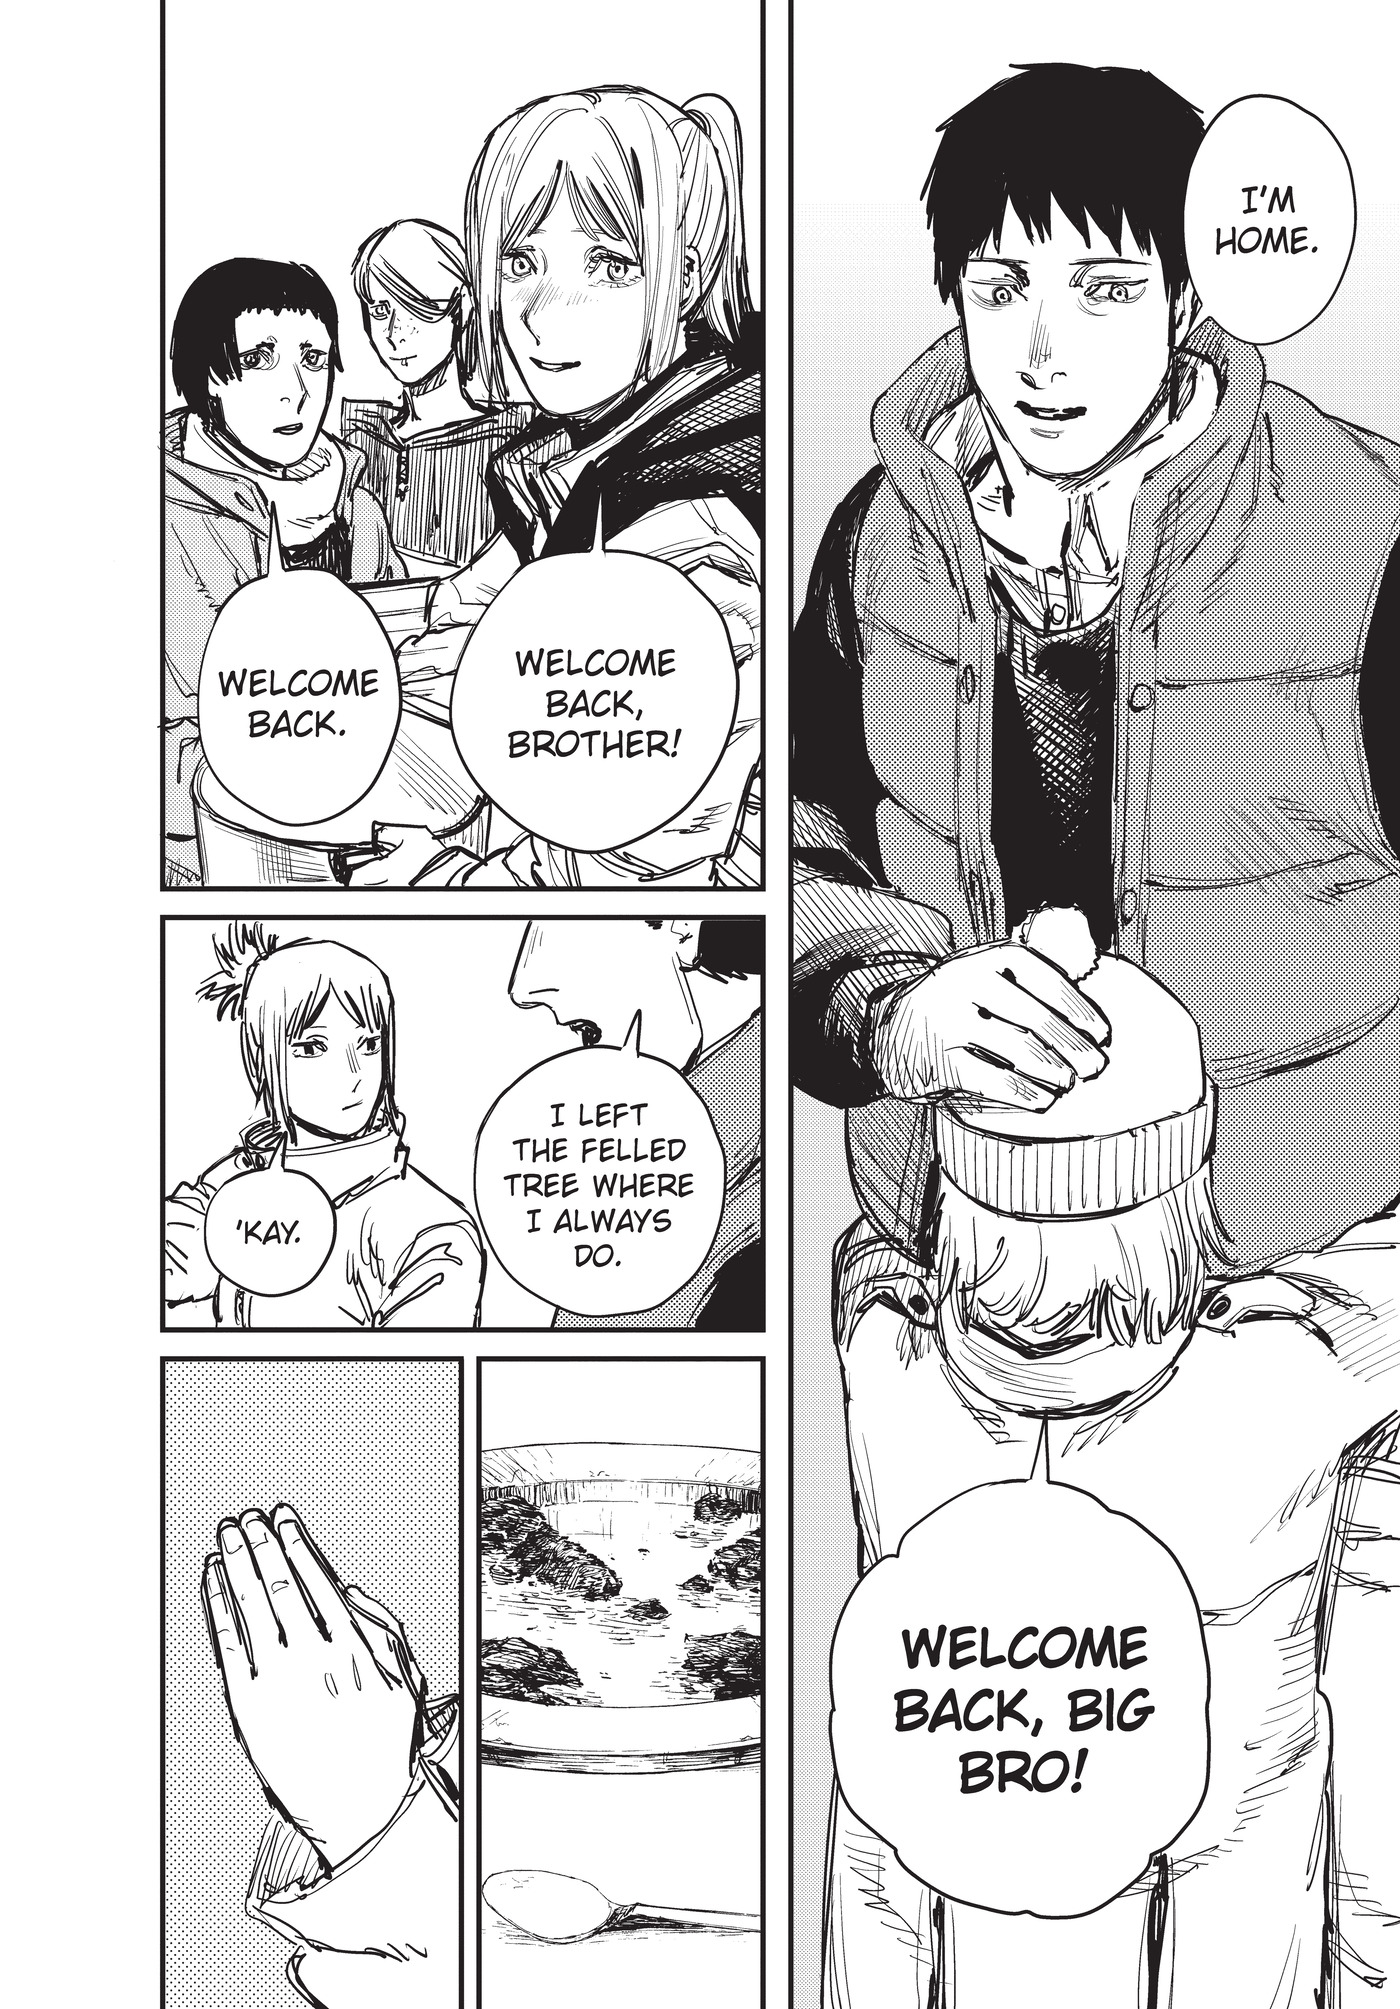 I'M
HOME.
WELCOME
BACK, BIG
BRO!
WELCOME
BACK,
BROTHER!
WELCOME
BACK.
I LEFT
THE FELLED
TREE WHERE
I ALWAYS
DO.
'KAY.